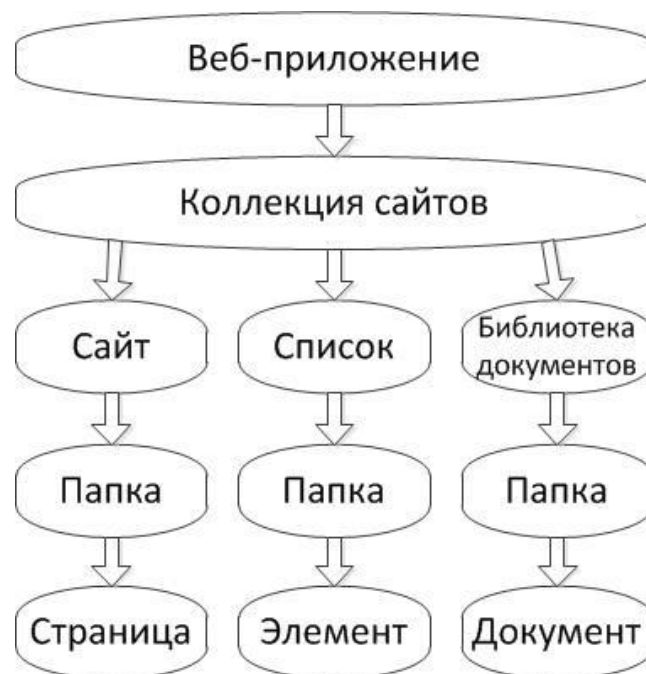 Веб-приложение
Коллекция сайтов
Сайт
Список
Библиотека
документов
Папка
Папка
Папка
Страница
Элемент
Документ